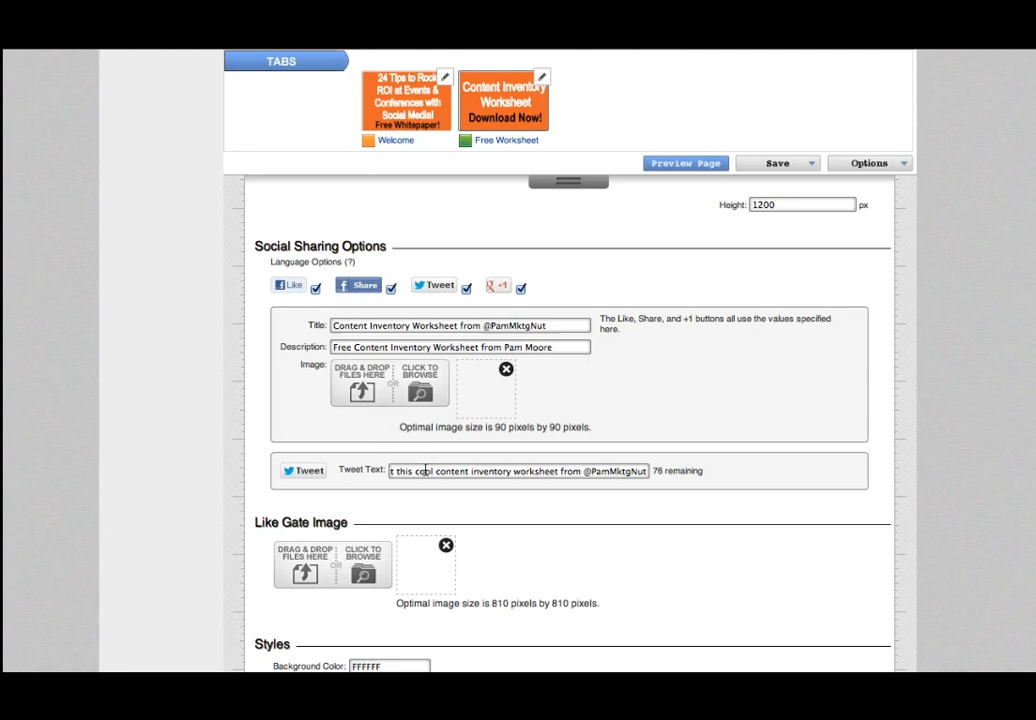 TABS
24 Tips to Rock
ROI at Events &
Conferences with
Social Media!
Free Whitepaper!
Content Inventory
Worksheet
Download Now!
Welcome
Free Worksheet
Preview Page
Save
Options
Height: 1200 px
Social Sharing Options
Language Options (?)
Like
Share
Tweet
+1
Title: Content Inventory Worksheet from @PamMktgNut
The Like, Share, and +1 buttons all use the values specified
here.
Description: Free Content Inventory Worksheet from Pam Moore
Image:
DRAG & DROP
FILES HERE
OR
CLICK TO
BROWSE
Optimal image size is 90 pixels by 90 pixels.
Tweet
Tweet Text: t this cool content inventory worksheet from @PamMktgNut 76 remaining
Like Gate Image
DRAG & DROP
FILES HERE
OR
CLICK TO
BROWSE
Optimal image size is 810 pixels by 810 pixels.
Styles
Background Color: FFFFFF